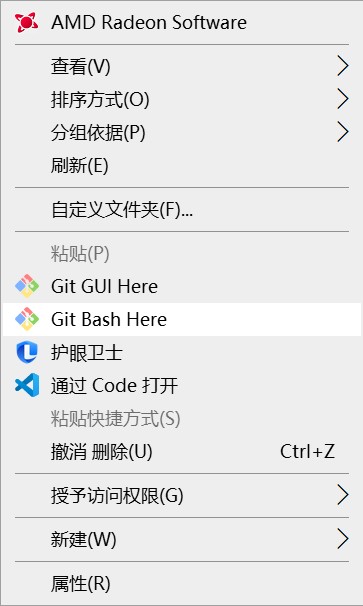 AMD Radeon Software
查看(V)
排序方式(O)
分组依据(P)
刷新(E)
自定义文件夹(F)...
粘贴(P)
Git GUI Here
Git Bash Here
护眼卫士
通过 Code 打开
粘贴快捷方式(S)
撤消 删除(U) Ctrl+Z
授予访问权限(G)
新建(W)
属性(R)